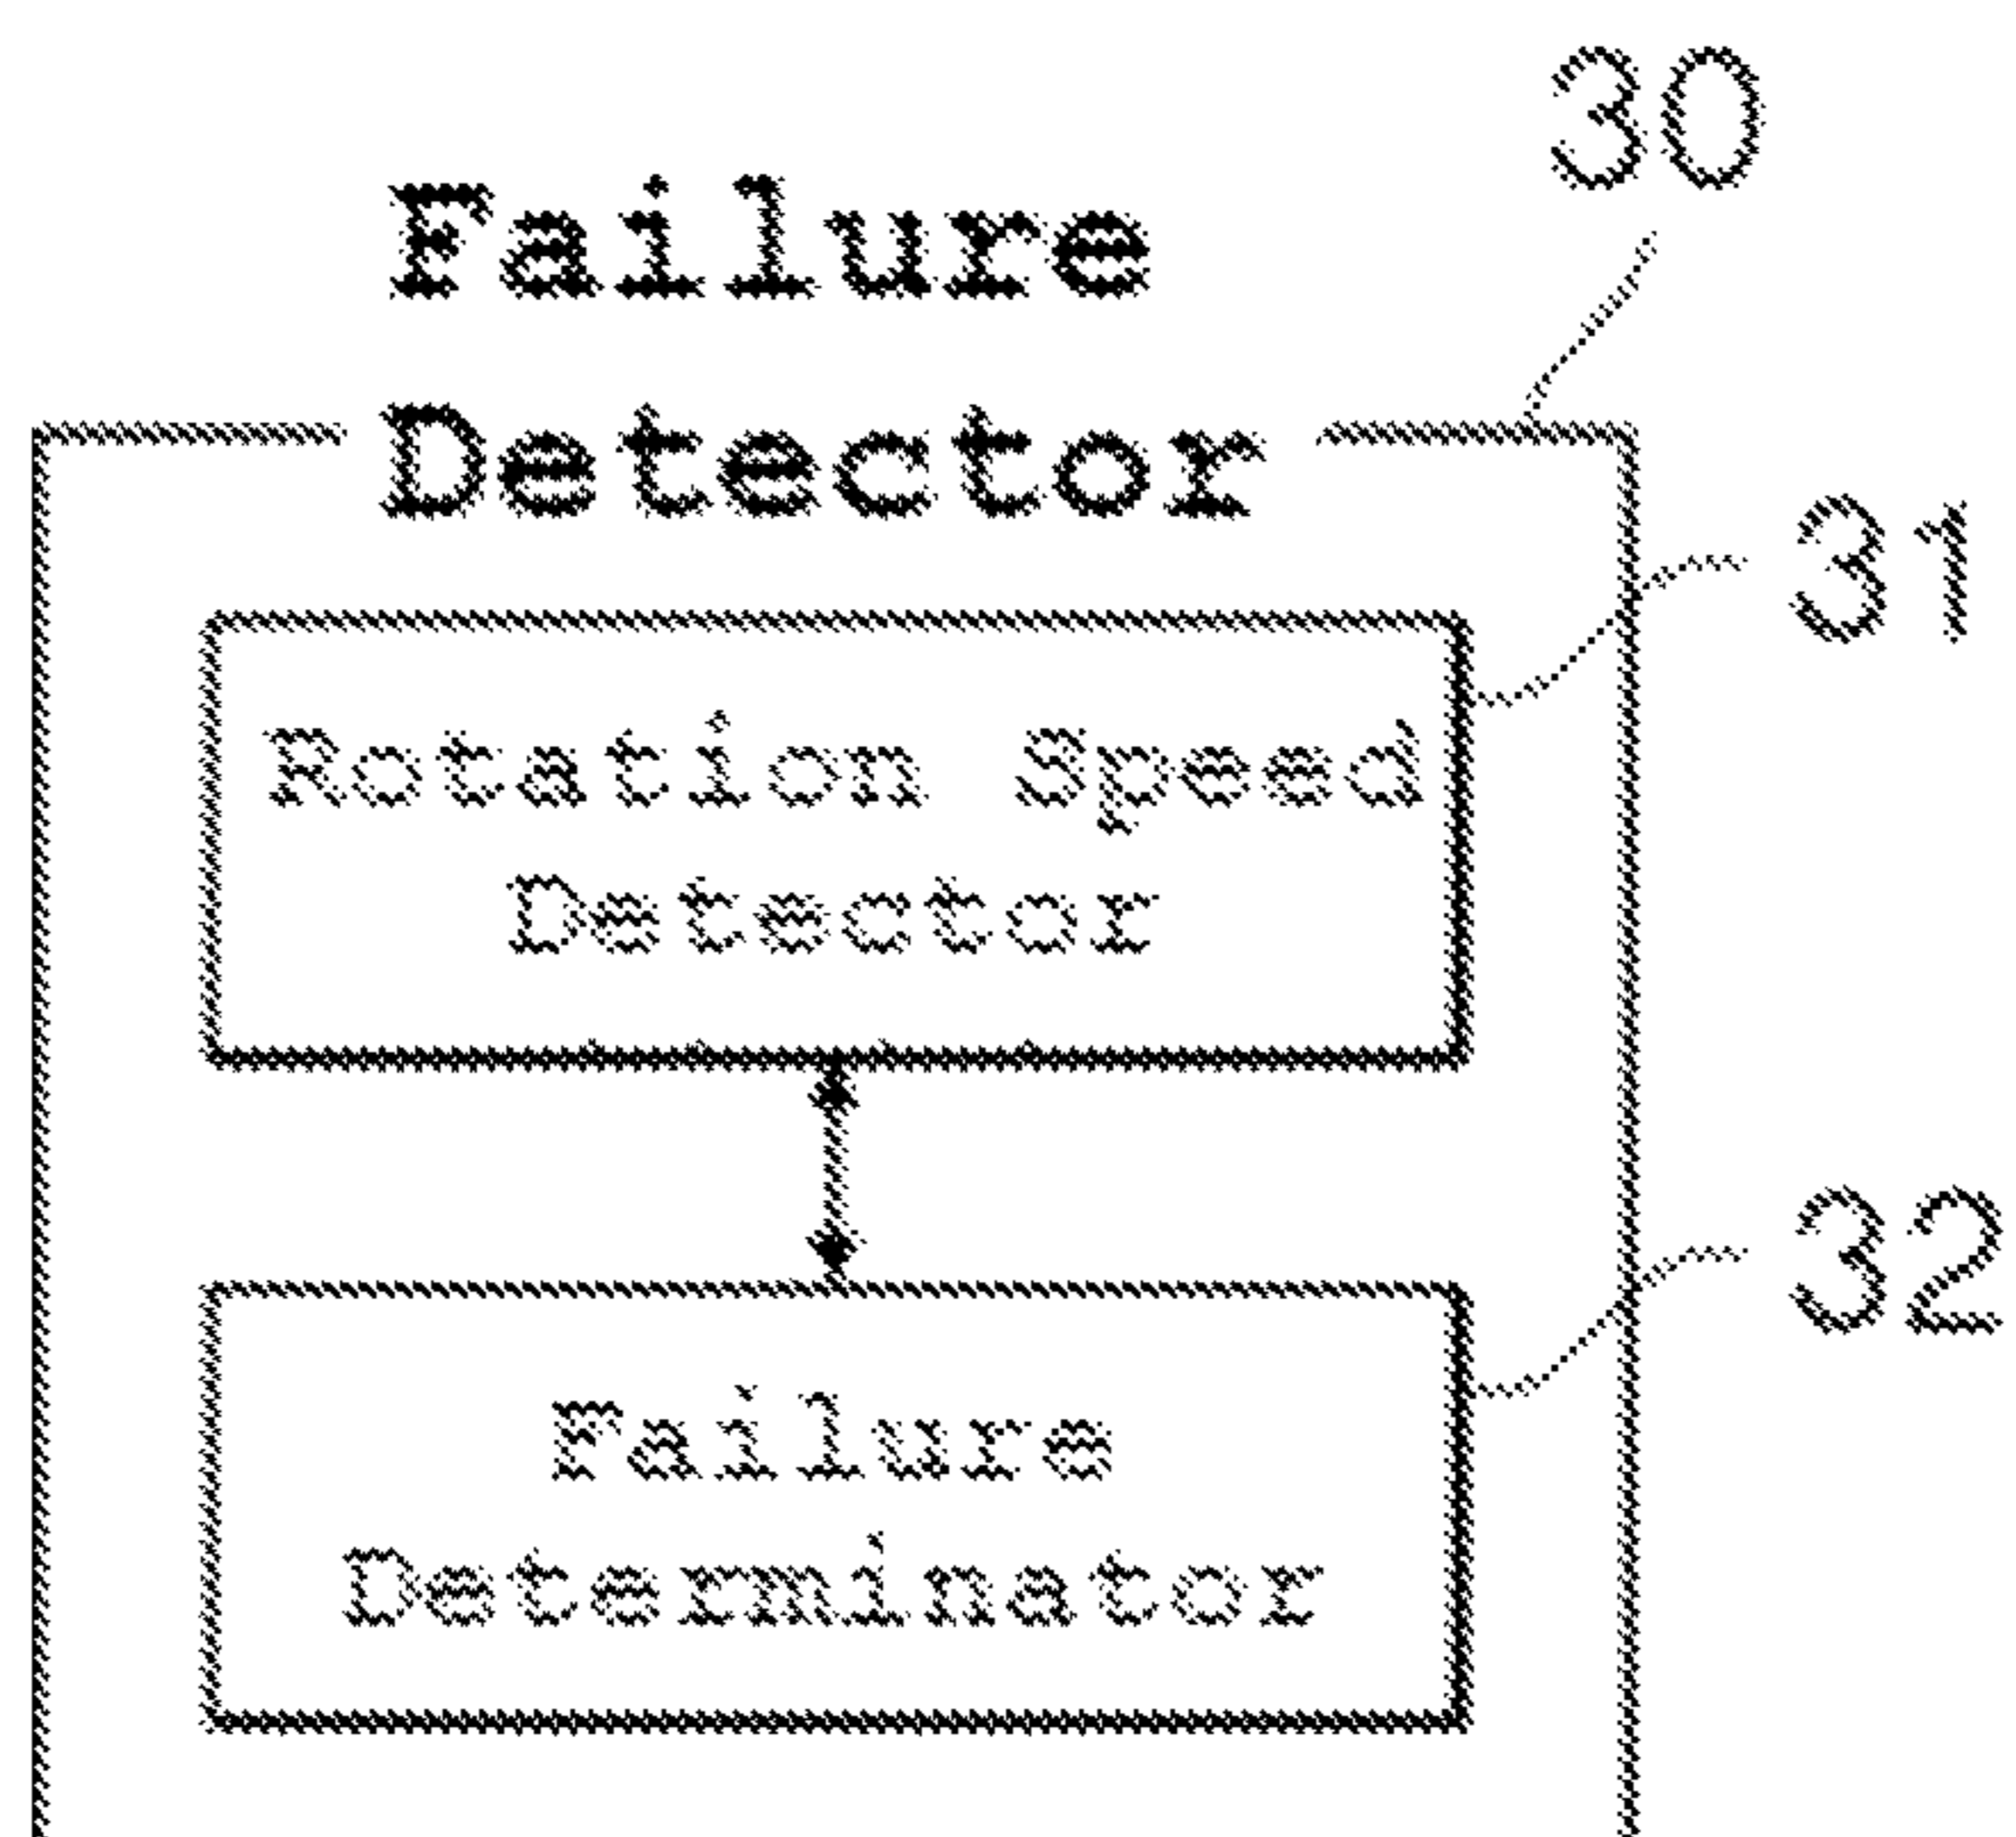 30
Failure
Detector
31
Rotation Speed
Detector
32
Failure
Determinator